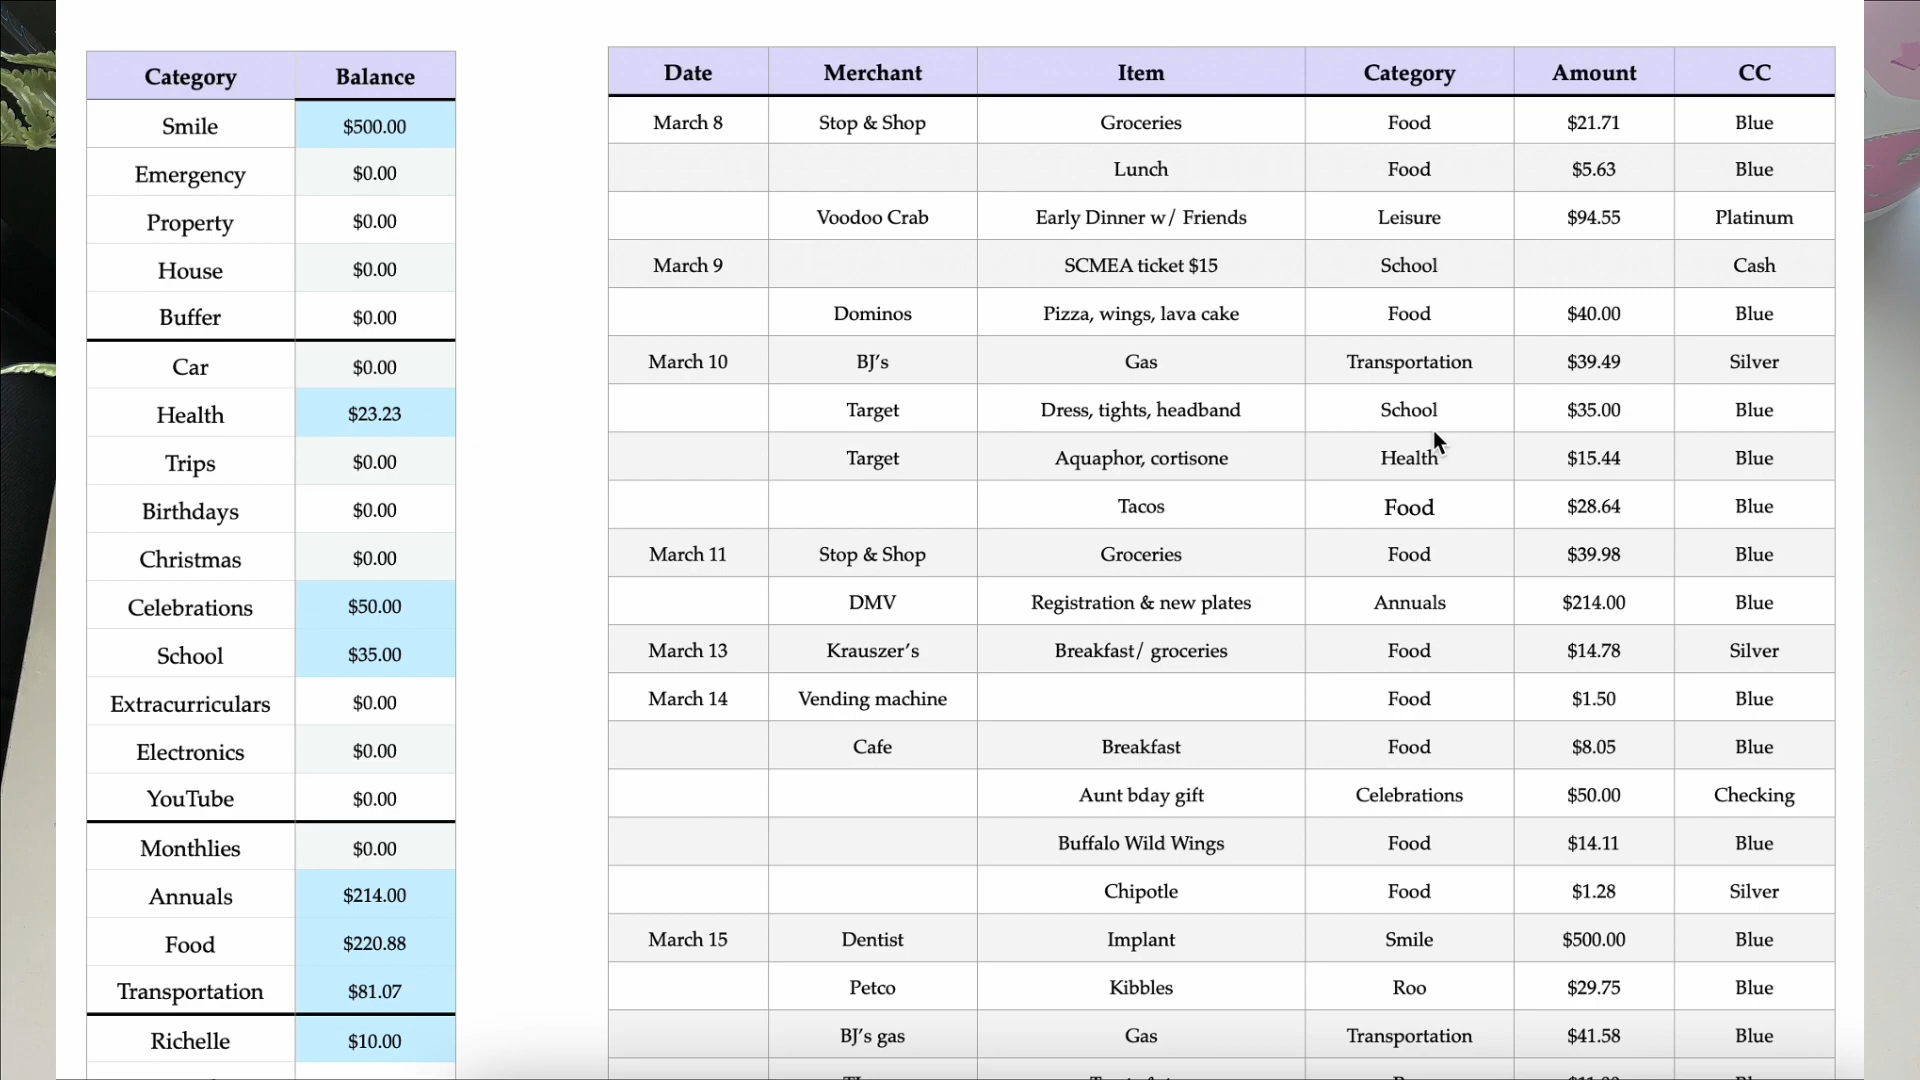 Category Balance
Smile $500.00
Emergency $0.00
Property $0.00
House $0.00
Buffer $0.00
Car $0.00
Health $23.23
Trips $0.00
Birthdays $0.00
Christmas $0.00
Celebrations $50.00
School $35.00
Extracurriculars $0.00
Electronics $0.00
YouTube $0.00
Monthlies $0.00
Annuals $214.00
Food $220.88
Transportation $81.07
Richelle $10.00
Date Merchant Item Category Amount CC
March 8 Stop & Shop Groceries Food $21.71 Blue
Lunch Food $5.63 Blue
Voodoo Crab Early Dinner w/ Friends Leisure $94.55 Platinum
March 9 SCMEA ticket $15 School Cash
Dominos Pizza, wings, lava cake Food $40.00 Blue
March 10 BJ’s Gas Transportation $39.49 Silver
Target Dress, tights, headband School $35.00 Blue
Target Aquaphor, cortisone Health $15.44 Blue
Tacos Food $28.64 Blue
March 11 Stop & Shop Groceries Food $39.98 Blue
DMV Registration & new plates Annuals $214.00 Blue
March 13 Krauszer’s Breakfast/ groceries Food $14.78 Silver
March 14 Vending machine Food $1.50 Blue
Cafe Breakfast Food $8.05 Blue
Aunt bday gift Celebrations $50.00 Checking
Buffalo Wild Wings Food $14.11 Blue
Chipotle Food $1.28 Silver
March 15 Dentist Implant Smile $500.00 Blue
Petco Kibbles Roo $29.75 Blue
BJ’s gas Gas Transportation $41.58 Blue